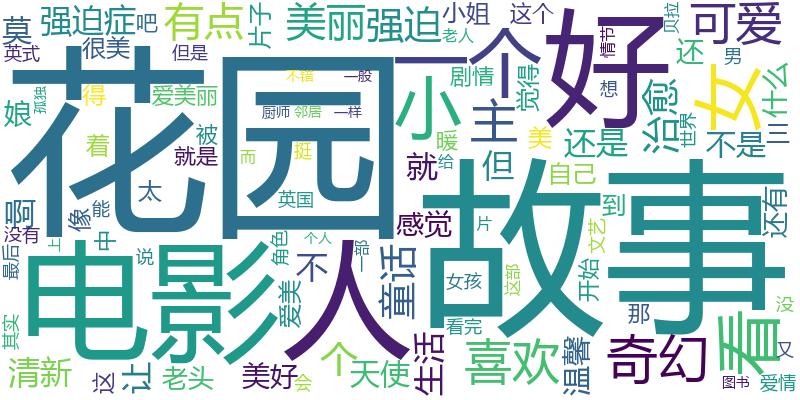 莫 强迫症 吧 有点 片子 美丽 强迫 小姐 这个 可爱
英式 很美 但是 老人 情节 贝拉
花园 一个 好 还
娘 得 爱美丽 不错 一般 剧情 觉得 想 男 什么
孤独 厨师 邻居 一样 小 主 女
着 被 而 挺 暖 美 还是 治愈 世界 不是 三
就是 给 就 但 自己
啊 像 能 太 英国 感觉 到 还有
没有 中 上 个人 片 文艺
故事
电影 人 说 角色 一部 不 童话 女孩 这部 开始 那 看 没
最后 爱美 看完
其实 让 个 生活 喜欢 温馨 奇幻 又
清新 这 老头 美好 会 天使 图书 爱情